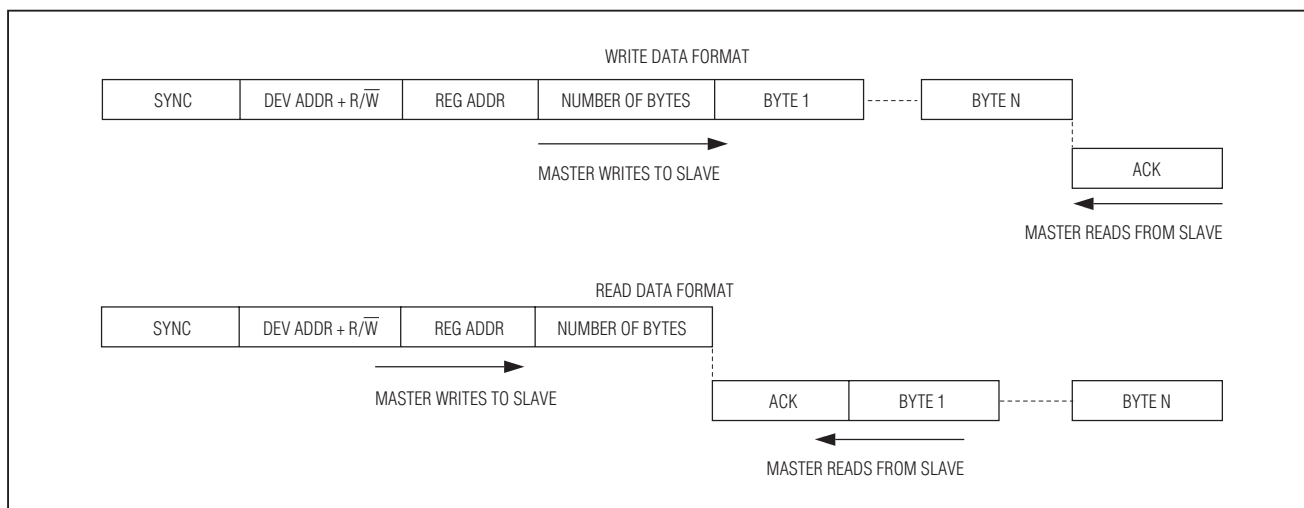 WRITE DATA FORMAT
SYNC DEV ADDR + R/W̅ REG ADDR NUMBER OF BYTES BYTE 1 BYTE N
MASTER WRITES TO SLAVE
ACK
MASTER READS FROM SLAVE
READ DATA FORMAT
SYNC DEV ADDR + R/W̅ REG ADDR NUMBER OF BYTES
MASTER WRITES TO SLAVE
ACK BYTE 1 BYTE N
MASTER READS FROM SLAVE